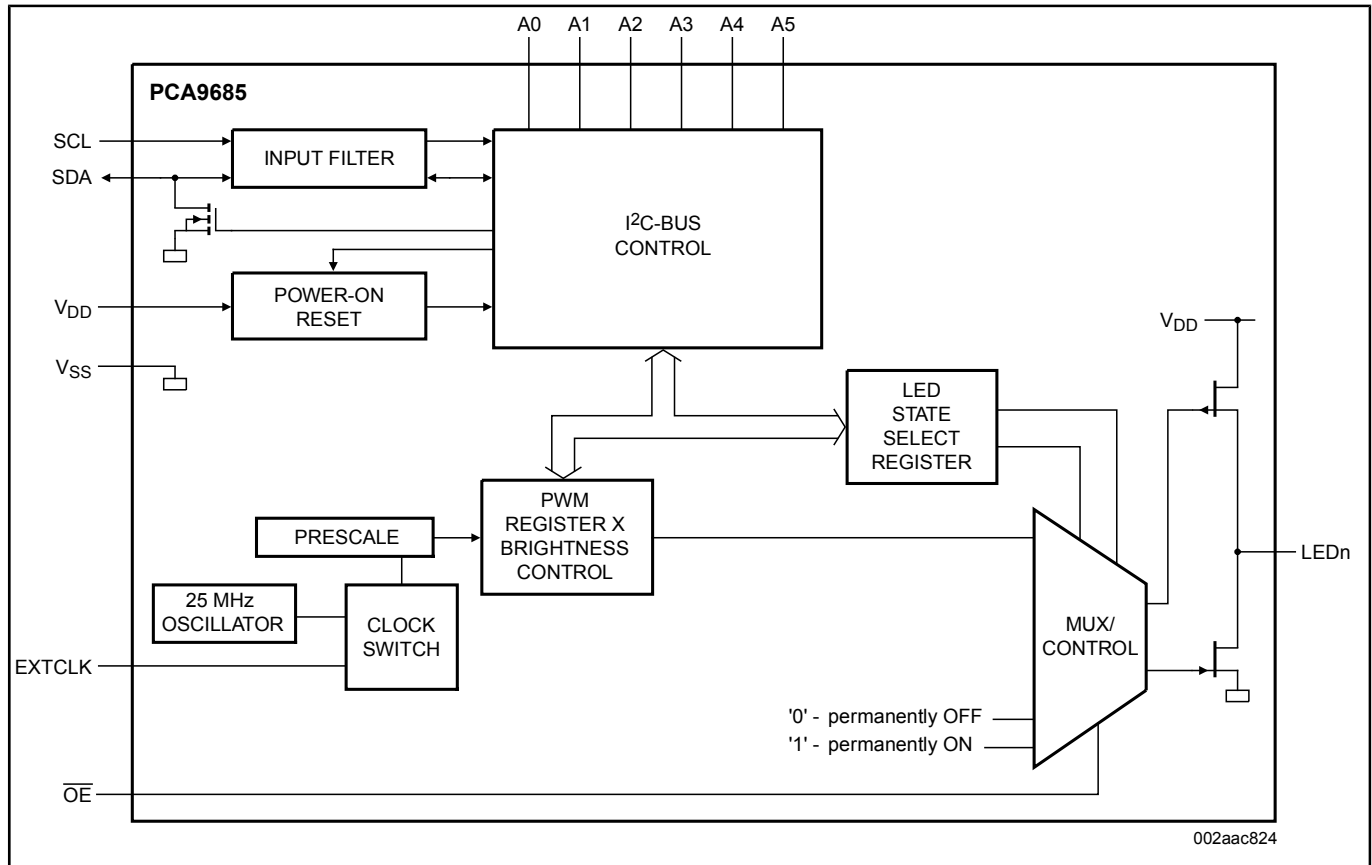 A0 A1 A2 A3 A4 A5
PCA9685
SCL
SDA
INPUT FILTER
I²C-BUS
CONTROL
VDD
POWER-ON
RESET
VSS
VDD
LED
STATE
SELECT
REGISTER
PWM
REGISTER X
BRIGHTNESS
CONTROL
PRESCALE
LEDn
25 MHz
OSCILLATOR
CLOCK
SWITCH
MUX/
CONTROL
EXTCLK
'0' - permanently OFF
'1' - permanently ON
O̅E̅
002aac824